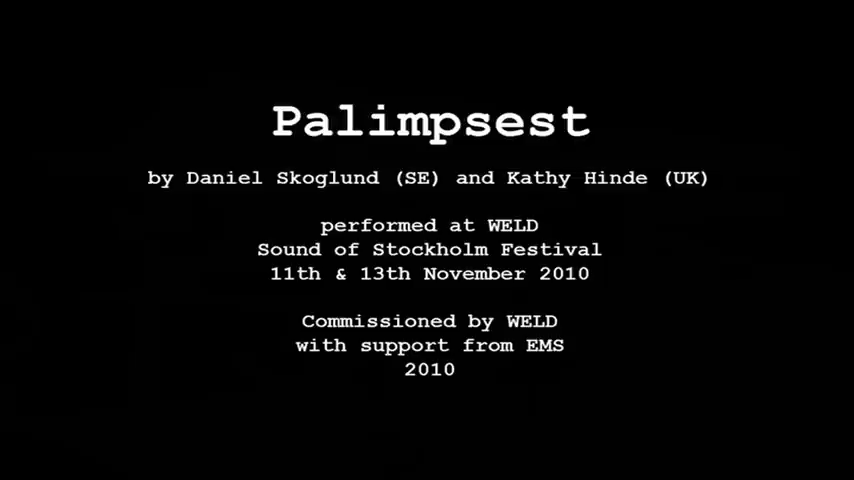 Palimpsest
by Daniel Skoglund (SE) and Kathy Hinde (UK)
performed at WELD
Sound of Stockholm Festival
11th & 13th November 2010
Commissioned by WELD
with support from EMS
2010